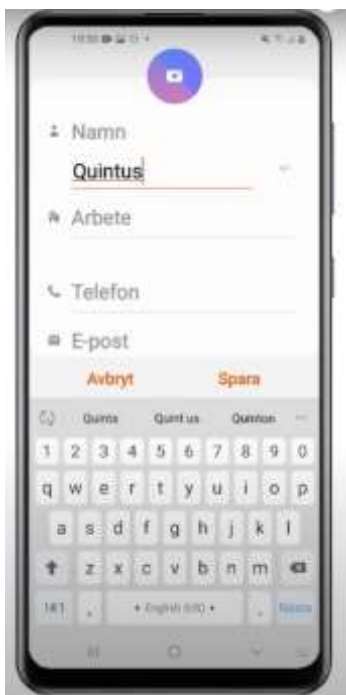 Namn
Quintus
Arbete
Telefon
E-post
Avbryt Spara
Quints Quint us Quinton
1 2 3 4 5 6 7 8 9 0
q w e r t y u i o p
a s d f g h j k l
z x c v b n m
English